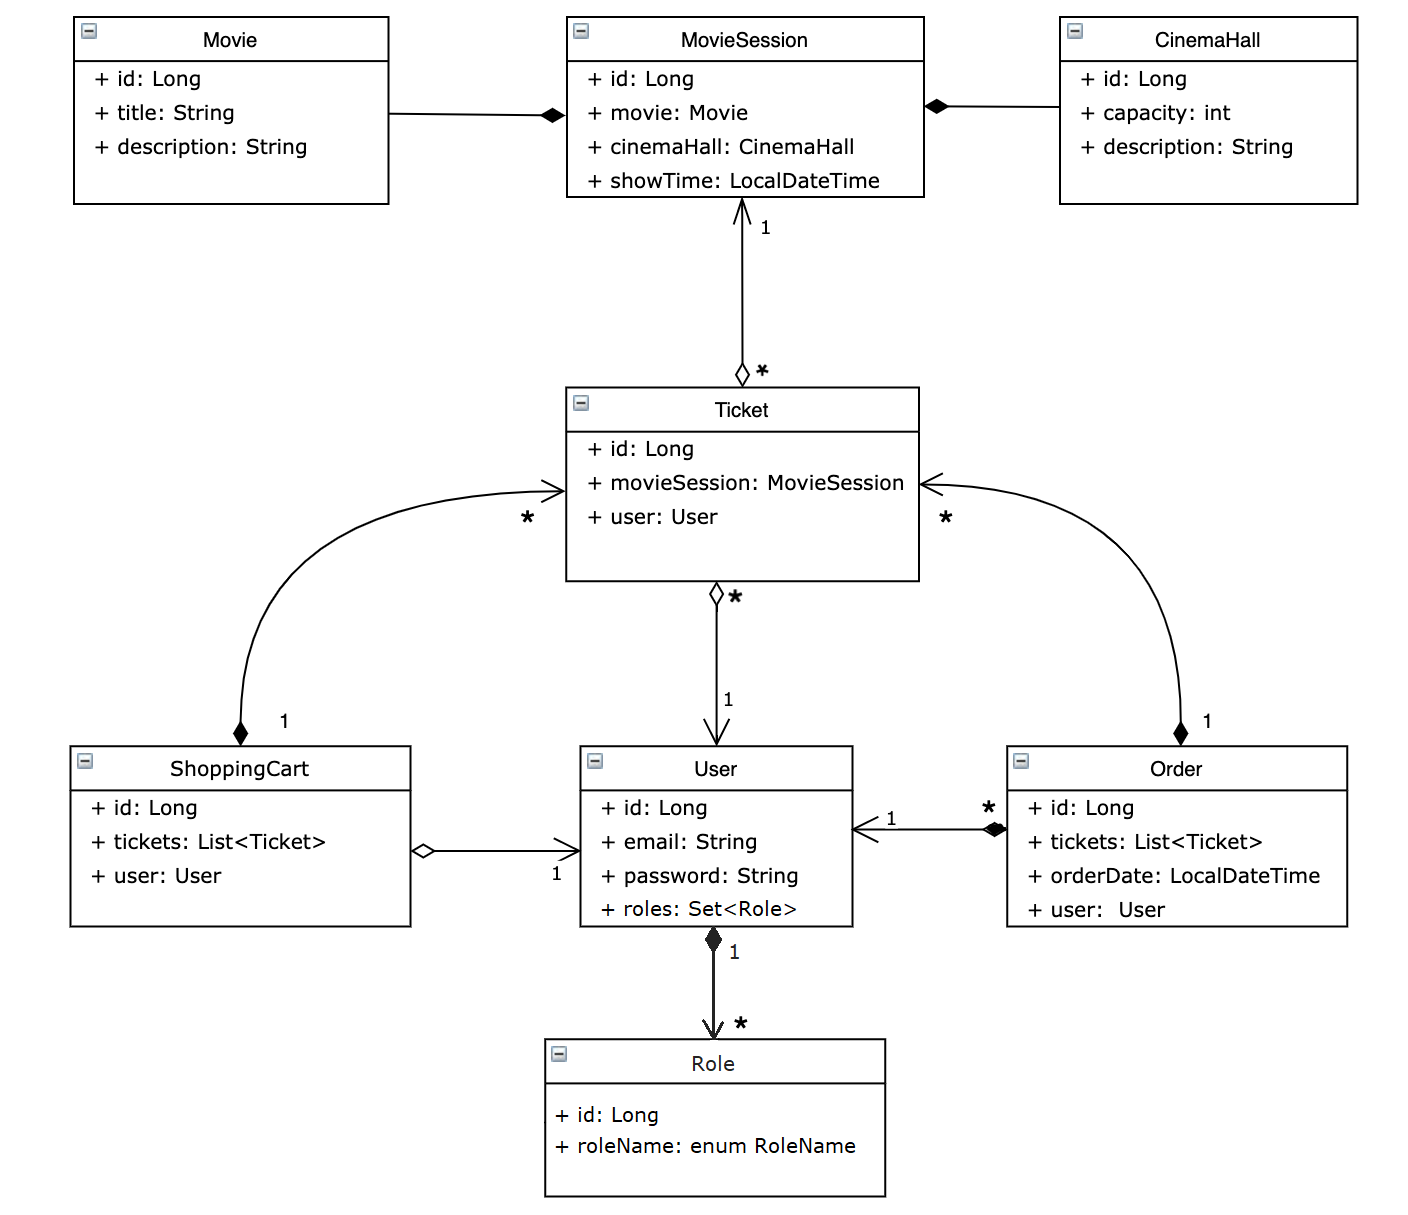 Movie
+ id: Long
+ title: String
+ description: String
MovieSession
+ id: Long
+ movie: Movie
+ cinemaHall: CinemaHall
+ showTime: LocalDateTime
CinemaHall
+ id: Long
+ capacity: int
+ description: String
1
*
Ticket
+ id: Long
+ movieSession: MovieSession
+ user: User
*
*
*
1
1
1
ShoppingCart
+ id: Long
+ tickets: List<Ticket>
+ user: User
1
User
+ id: Long
+ email: String
+ password: String
+ roles: Set<Role>
1
*
Order
+ id: Long
+ tickets: List<Ticket>
+ orderDate: LocalDateTime
+ user: User
1
*
Role
+ id: Long
+ roleName: enum RoleName